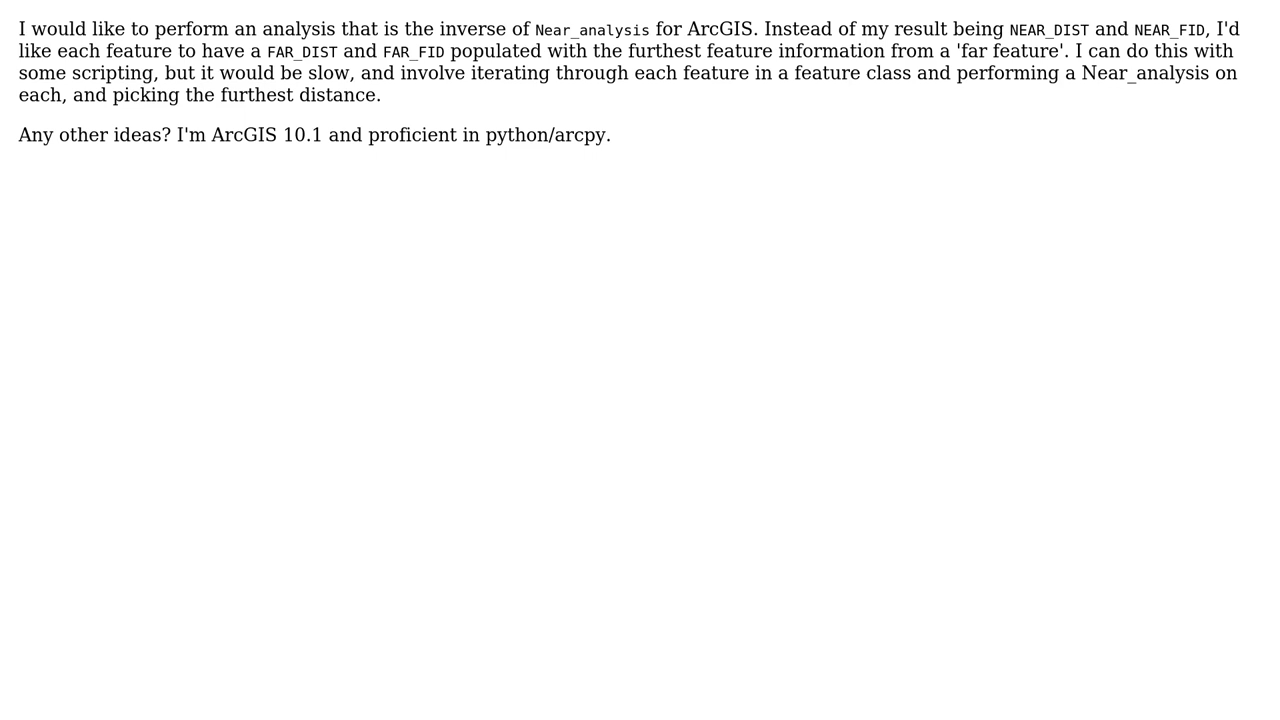 I would like to perform an analysis that is the inverse of Near_analysis for ArcGIS. Instead of my result being NEAR_DIST and NEAR_FID, I'd
like each feature to have a FAR_DIST and FAR_FID populated with the furthest feature information from a 'far feature'. I can do this with
some scripting, but it would be slow, and involve iterating through each feature in a feature class and performing a Near_analysis on
each, and picking the furthest distance.
Any other ideas? I'm ArcGIS 10.1 and proficient in python/arcpy.